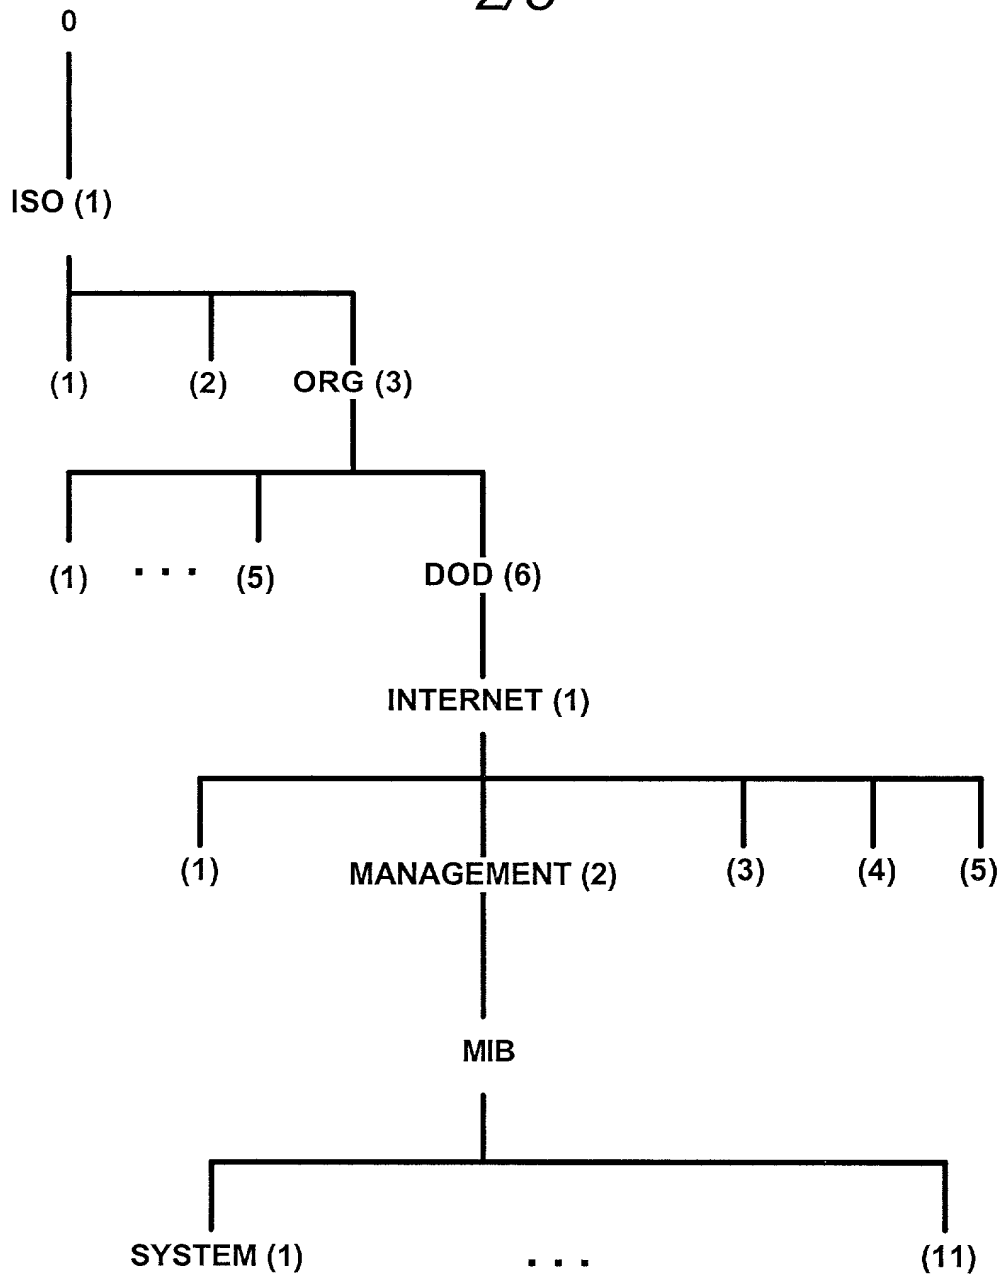 0
ISO (1)
(1) (2) ORG (3)
(1) . . . (5) DOD (6)
INTERNET (1)
(1) MANAGEMENT (2) (3) (4) (5)
MIB
SYSTEM (1) . . . (11)